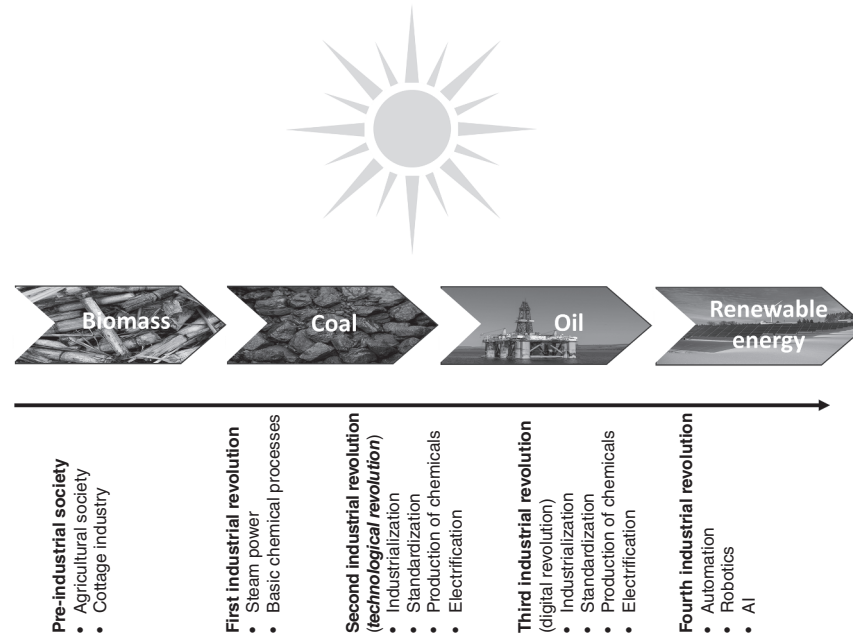 Biomass
Coal
Oil
Renewable
energy
Pre-industrial society
• Agricultural society
• Cottage industry
First industrial revolution
• Steam power
• Basic chemical processes
Second industrial revolution
(technological revolution)
• Industrialization
• Standardization
• Production of chemicals
• Electrification
Third industrial revolution
(digital revolution)
• Industrialization
• Standardization
• Production of chemicals
• Electrification
Fourth industrial revolution
• Automation
• Robotics
• AI